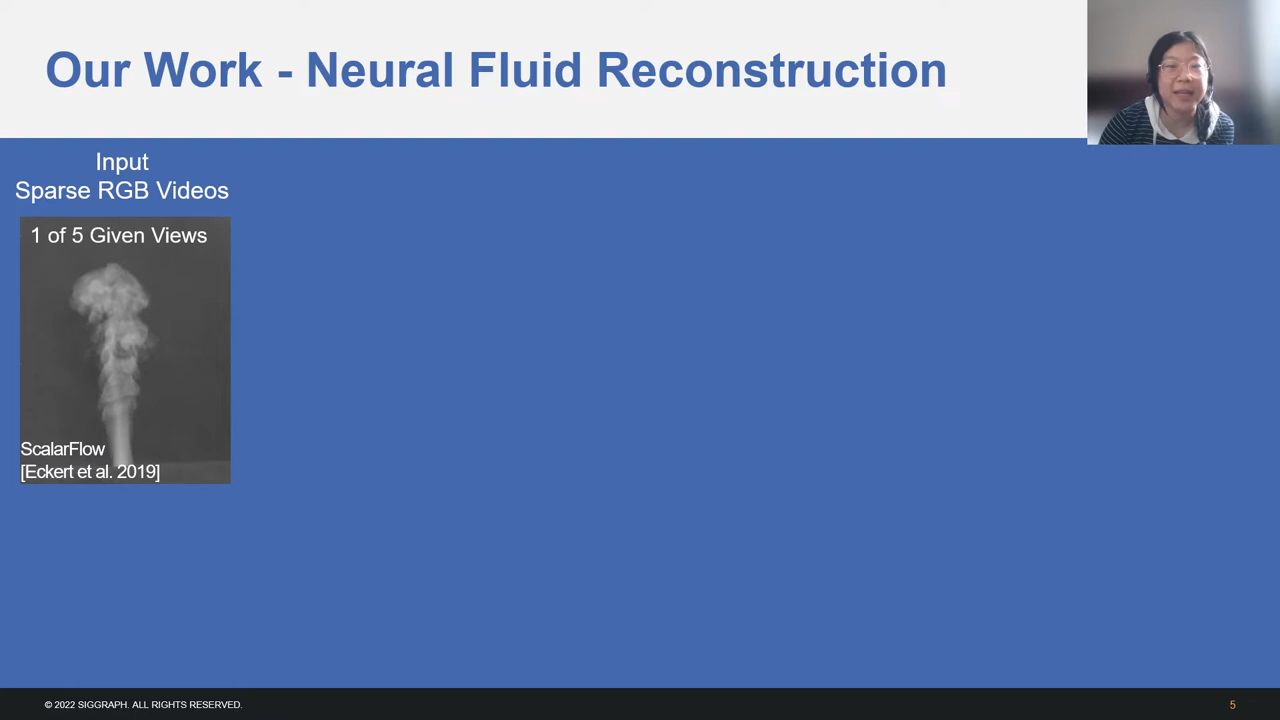 Our Work - Neural Fluid Reconstruction
Input
Sparse RGB Videos
1 of 5 Given Views
ScalarFlow
[Eckert et al. 2019]
© 2022 SIGGRAPH. ALL RIGHTS RESERVED.
5